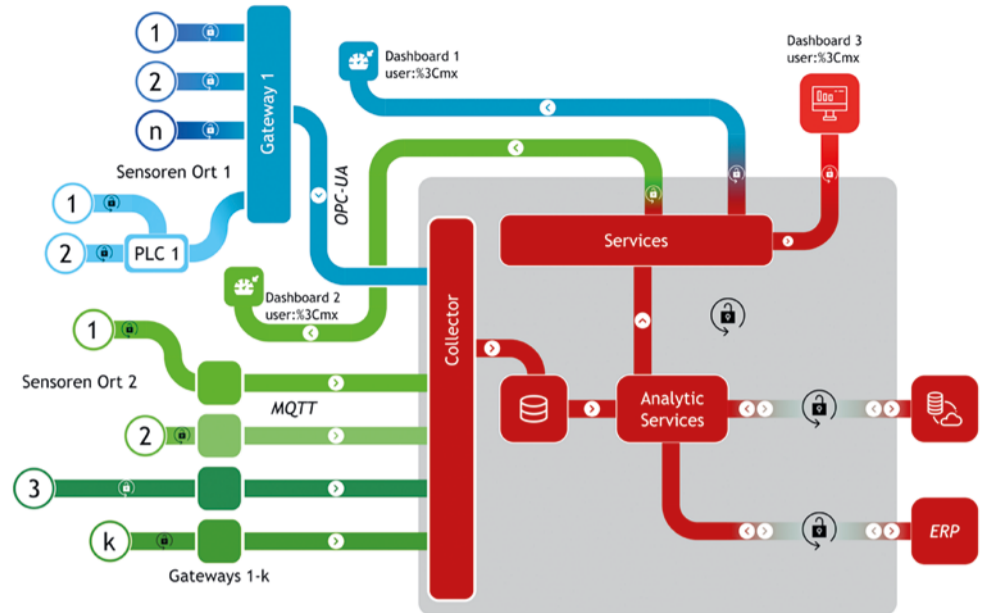 1
2
n
Sensoren Ort 1
Gateway 1
1
2
PLC 1
OPC-UA
Dashboard 1
user:%3Cmx
Dashboard 3
user:%3Cmx
Services
Dashboard 2
user:%3Cmx
Collector
1
Sensoren Ort 2
MQTT
2
3
k
Gateways 1-k
Analytic
Services
ERP